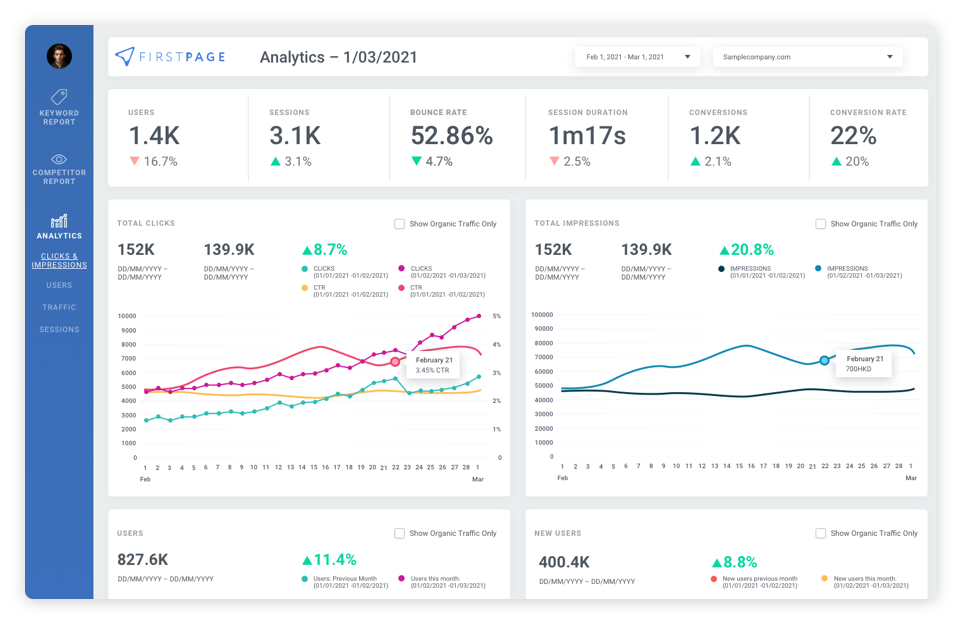 FIRSTPAGE
Analytics – 1/03/2021
Feb 1, 2021 - Mar 1, 2021
Samplecompany.com
KEYWORD
REPORT
COMPETITOR
REPORT
ANALYTICS
CLICKS &
IMPRESSIONS
USERS
TRAFFIC
SESSIONS
USERS
1.4K
16.7%
SESSIONS
3.1K
3.1%
BOUNCE RATE
52.86%
4.7%
SESSION DURATION
1m17s
2.5%
CONVERSIONS
1.2K
2.1%
CONVERSION RATE
22%
20%
TOTAL CLICKS
Show Organic Traffic Only
152K
DD/MM/YYYY –
DD/MM/YYYY
139.9K
DD/MM/YYYY –
DD/MM/YYYY
8.7%
CLICKS
(01/01/2021 -01/02/2021)
CLICKS
(01/01/2021 -01/03/2021)
CTR
(01/01/2021 -01/02/2021)
CTR
(01/02/2021 -01/03/2021)
10000 5%
9000
8000 4%
7000
6000 3%
5000
4000 2%
3000
2000 1%
1000
0 0
February 21
3.45% CTR
1 2 3 4 5 6 7 8 9 10 11 12 13 14 15 16 17 18 19 20 21 22 23 24 25 26 27 28 1
Feb Mar
TOTAL IMPRESSIONS
Show Organic Traffic Only
152K
DD/MM/YYYY –
DD/MM/YYYY
139.9K
DD/MM/YYYY –
DD/MM/YYYY
20.8%
IMPRESSIONS
(01/01/2021 -01/02/2021)
IMPRESSIONS
(01/02/2021 -01/03/2021)
100000
90000
80000
70000
60000
50000
40000
30000
20000
10000
0
February 21
700HKD
1 2 3 4 5 6 7 8 9 10 11 12 13 14 15 16 17 18 19 20 21 22 23 24 25 26 27 28 1
Feb Mar
USERS
Show Organic Traffic Only
827.6K
DD/MM/YYYY – DD/MM/YYYY
11.4%
Users: Previous Month
(01/01/2021 -01/02/2021)
Users this month:
(01/02/2021 -01/03/2021)
NEW USERS
Show Organic Traffic Only
400.4K
DD/MM/YYYY – DD/MM/YYYY
8.8%
New users previous month
(01/01/2021 -01/02/2021)
New users this month:
(01/02/2021 -01/03/2021)